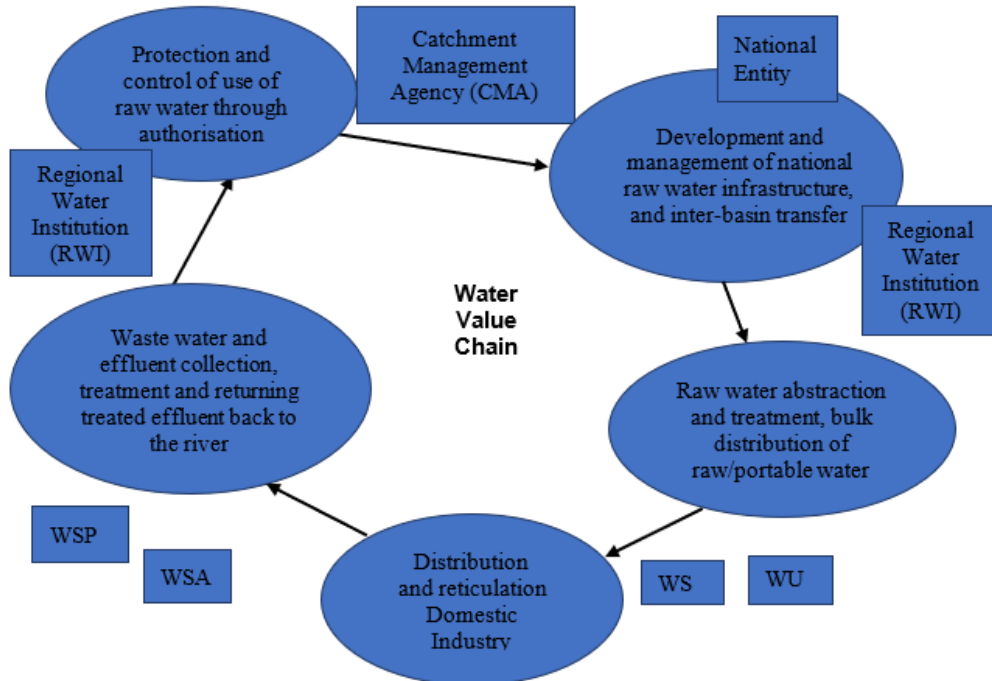 Protection and
control of use of
raw water through
authorisation
Catchment
Management
Agency (CMA)
National
Entity
Development and
management of national
raw water infrastructure,
and inter-basin transfer
Regional
Water
Institution
(RWI)
Regional
Water
Institution
(RWI)
Water
Value
Chain
Waste water and
effluent collection,
treatment and returning
treated effluent back to
the river
Raw water abstraction
and treatment, bulk
distribution of
raw/portable water
WSP
WSA
Distribution
and reticulation
Domestic
Industry
WS
WU